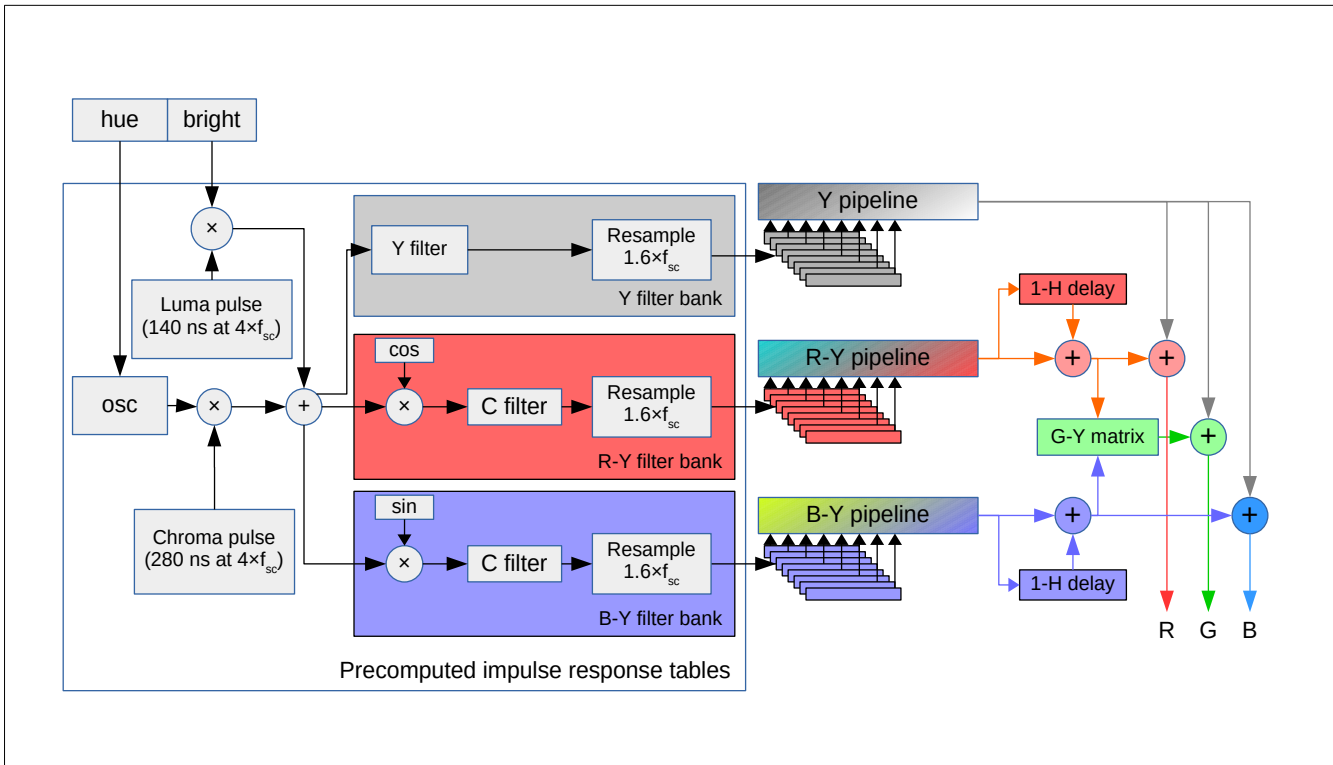 hue
bright
×
Luma pulse
(140 ns at 4×fsc)
osc
×
+
Chroma pulse
(280 ns at 4×fsc)
Y filter
Resample
1.6×fsc
Y filter bank
cos
×
C filter
Resample
1.6×fsc
R-Y filter bank
sin
×
C filter
Resample
1.6×fsc
B-Y filter bank
Precomputed impulse response tables
Y pipeline
R-Y pipeline
B-Y pipeline
1-H delay
+
+
G-Y matrix
+
+
+
1-H delay
R
G
B